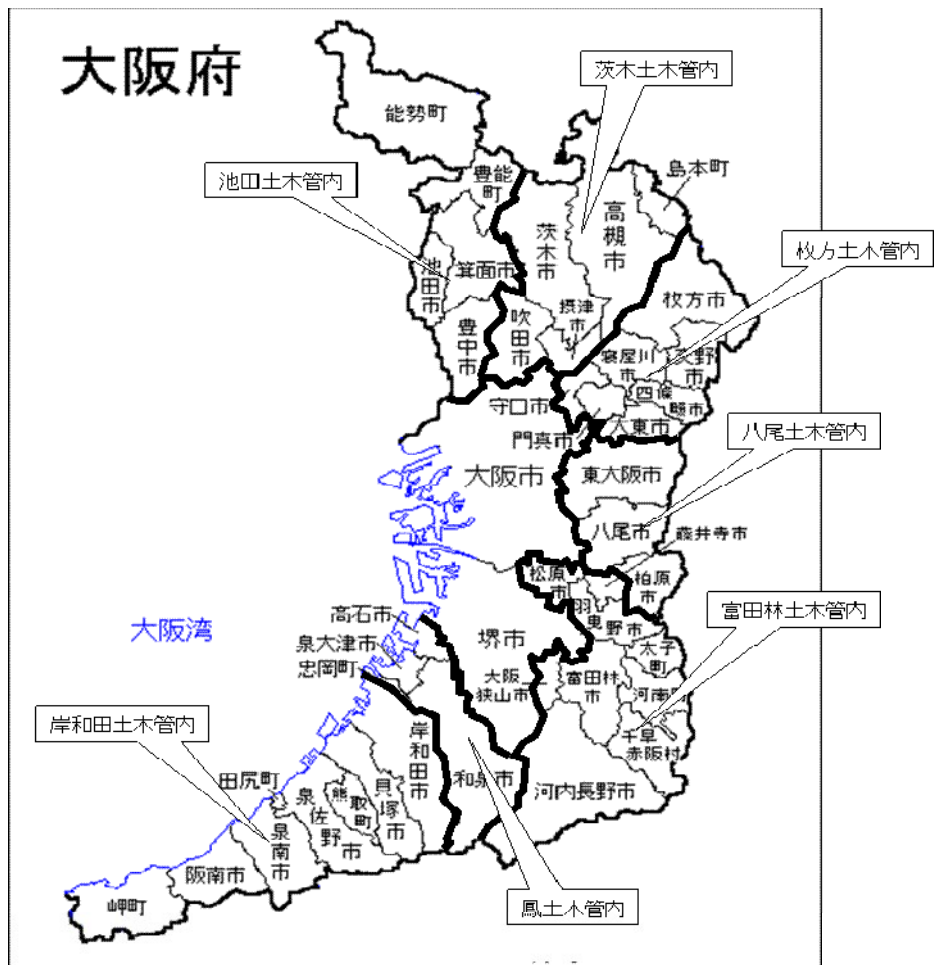 大阪府
茨木土木管内
能勢町
島本町
池田土木管内
豊能町
高槻市
茨木市
枚方土木管内
池田市
箕面市
枚方市
摂津市
吹田市
豊中市
寝屋川市
交野市
四條畷市
守口市
大東市
門真市
八尾土木管内
大阪市
東大阪市
八尾市
藤井寺市
松原市
柏原市
羽曳野市
富田林土木管内
高石市
大阪湾
泉大津市
堺市
太子町
忠岡町
大阪狭山市
富田林市
河南町
岸和田土木管内
岸和田市
千早赤阪村
和泉市
田尻町
熊取町
貝塚市
河内長野市
泉佐野市
泉南市
阪南市
岬町
鳳土木管内